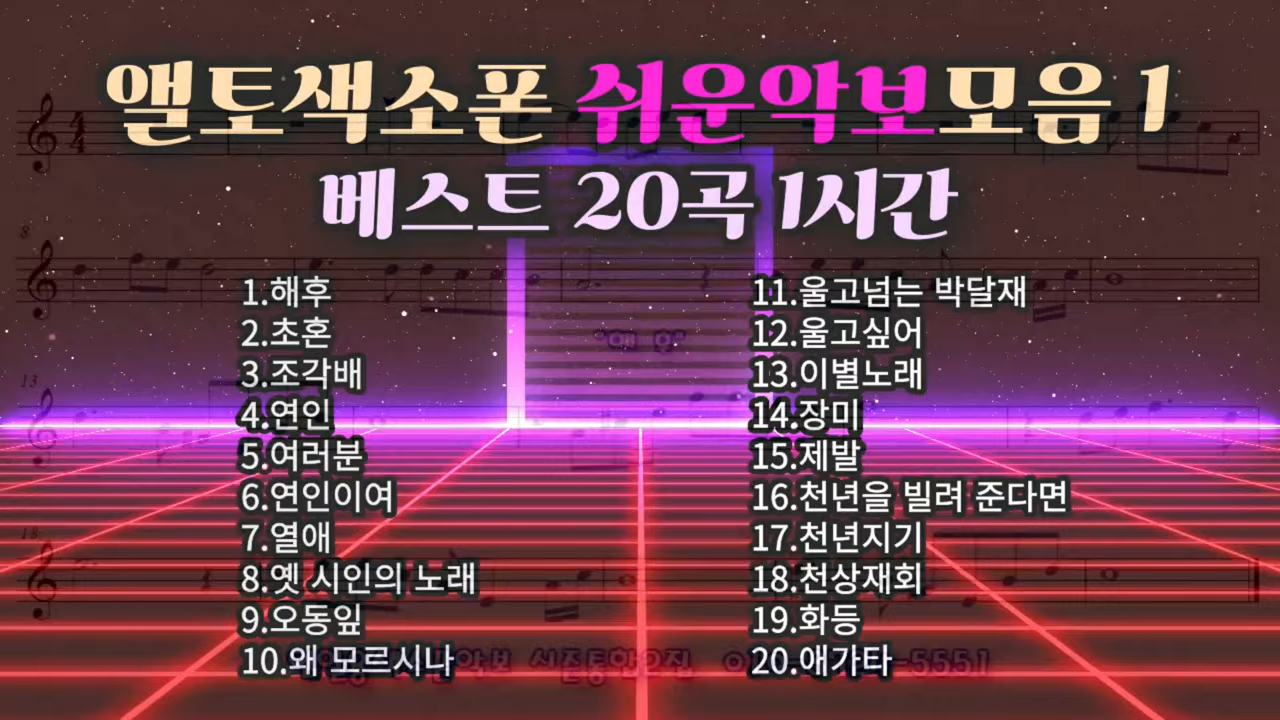 앨토색소폰 쉬운악보모음 1
베스트 20곡 1시간
1.해후
2.초혼
3.조각배
4.연인
5.여러분
6.연인이여
7.열애
8.옛 시인의 노래
9.오동잎
10.왜 모르시나
11.울고넘는 박달재
12.울고싶어
13.이별노래
14.장미
15.제발
16.천년을 빌려 준다면
17.천년지기
18.천상재회
19.화등
20.애가타
8
13
18